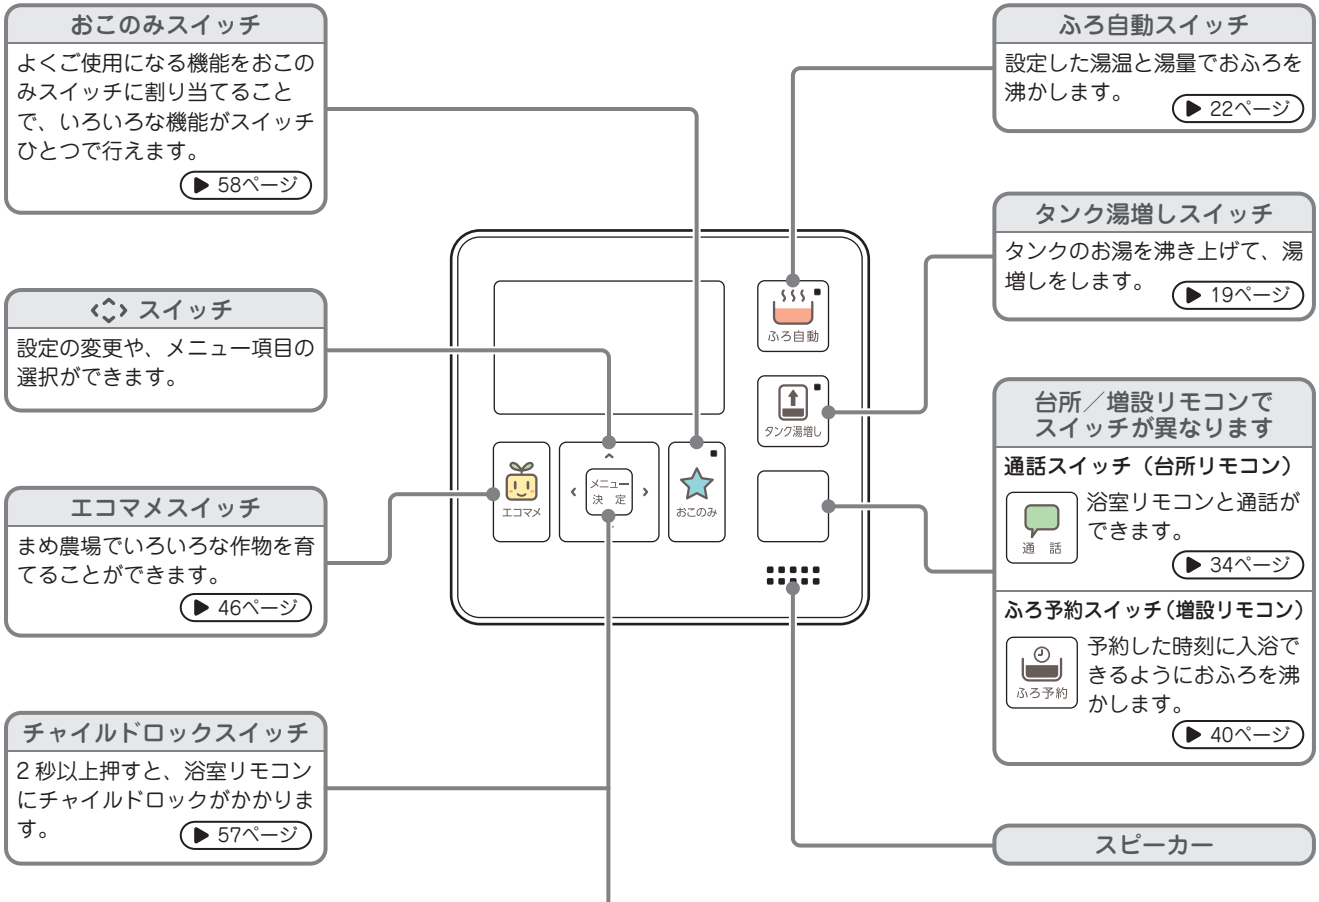 おこのみスイッチ
よくご使用になる機能をおこの
みスイッチに割り当てること
で、いろいろな機能がスイッチ
ひとつで行えます。
▶ 58ページ
スイッチ
設定の変更や、メニュー項目の
選択ができます。
エコマメスイッチ
まめ農場でいろいろな作物を育
てることができます。
▶ 46ページ
チャイルドロックスイッチ
2 秒以上押すと、浴室リモコン
にチャイルドロックがかかりま
す。
▶ 57ページ
ふろ自動
タンク湯増し
エコマメ
メニュー
決 定
おこのみ
ふろ自動スイッチ
設定した湯温と湯量でおふろを
沸かします。
▶ 22ページ
タンク湯増しスイッチ
タンクのお湯を沸き上げて、湯
増しをします。
▶ 19ページ
台所／増設リモコンで
スイッチが異なります
通話スイッチ（台所リモコン）
通 話
浴室リモコンと通話が
できます。
▶ 34ページ
ふろ予約スイッチ（増設リモコン）
ふろ予約
予約した時刻に入浴で
きるようにおふろを沸
かします。
▶ 40ページ
スピーカー